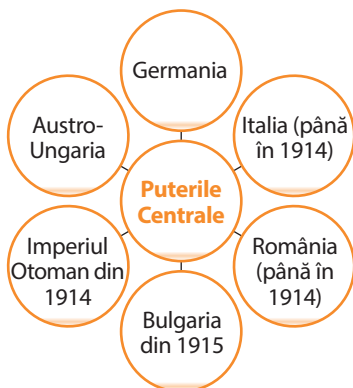 Germania
Austro-
Ungaria
Italia (până
în 1914)
Puterile
Centrale
Imperiul
Otoman din
1914
România
(până în
1914)
Bulgaria
din 1915